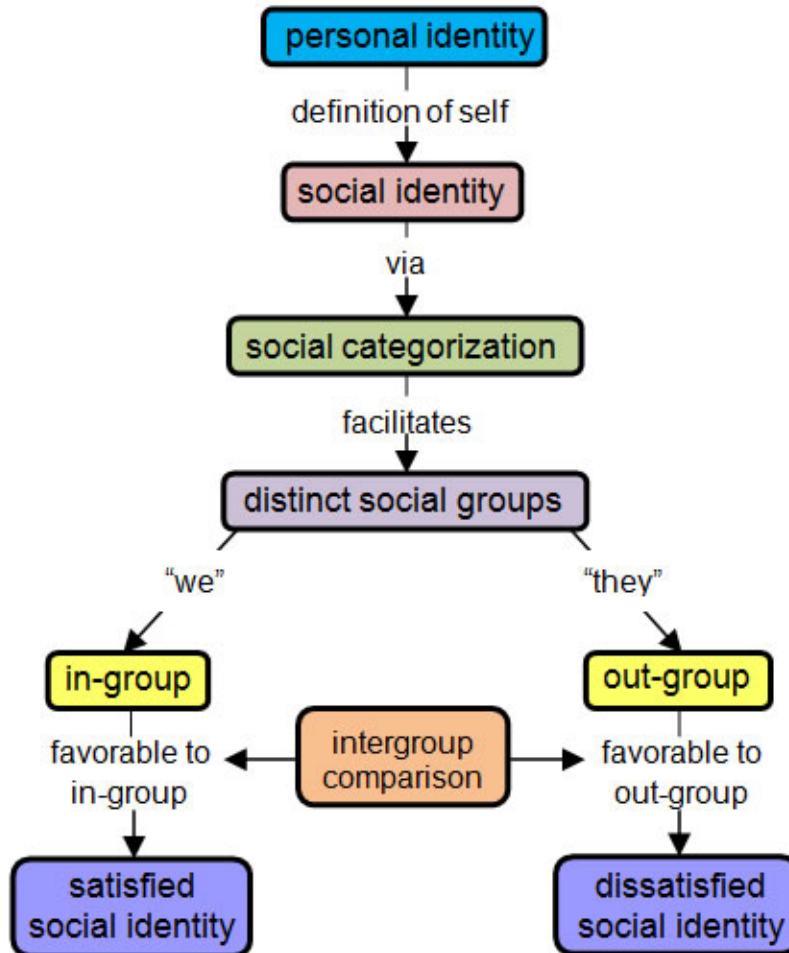 personal identity
definition of self
social identity
via
social categorization
facilitates
distinct social groups
“we”
“they”
in-group
out-group
favorable to
in-group
intergroup
comparison
favorable to
out-group
satisfied
social identity
dissatisfied
social identity